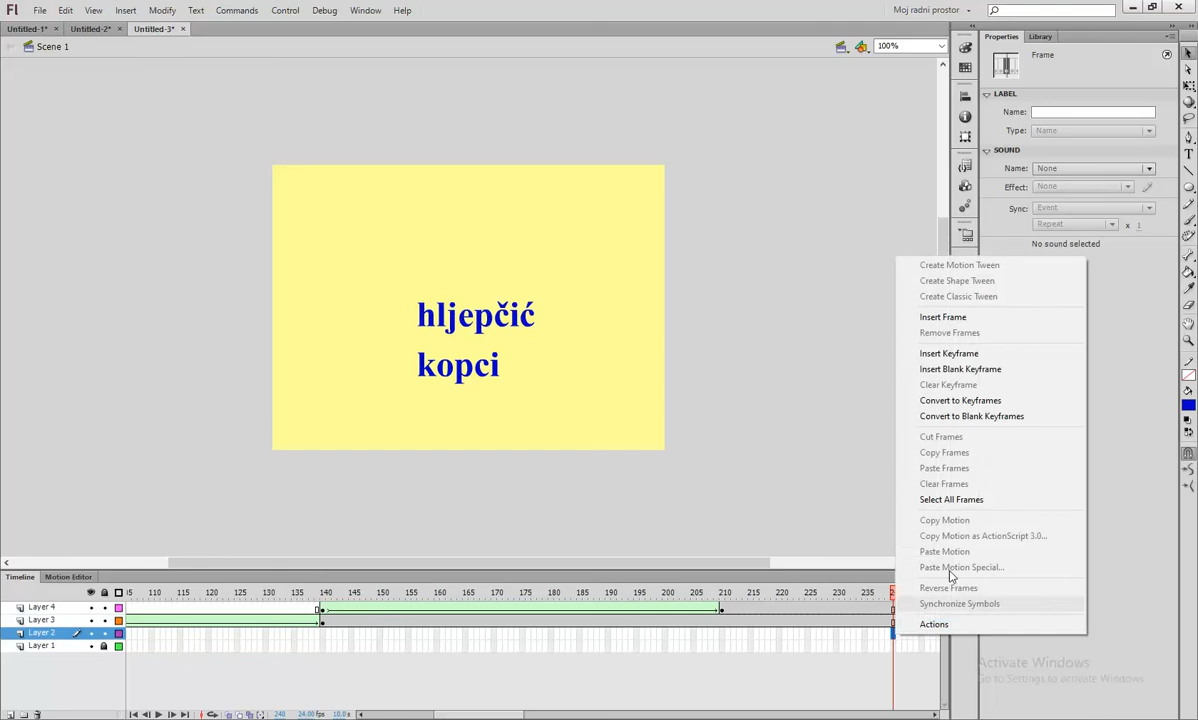 Fl File Edit View Insert Modify Text Commands Control Debug Window Help Moj radni prostor
Untitled-1* × Untitled-2* × Untitled-3* ×
Scene 1 100%
Properties Library
Frame
LABEL
Name:
Type: Name
SOUND
Name: None
Effect: None
Sync: Event
Repeat x 1
No sound selected
hljepčić
kopci
Create Motion Tween
Create Shape Tween
Create Classic Tween
Insert Frame
Remove Frames
Insert Keyframe
Insert Blank Keyframe
Clear Keyframe
Convert to Keyframes
Convert to Blank Keyframes
Cut Frames
Copy Frames
Paste Frames
Clear Frames
Select All Frames
Copy Motion
Copy Motion as ActionScript 3.0...
Paste Motion
Paste Motion Special...
Reverse Frames
Synchronize Symbols
Actions
Timeline Motion Editor
105 110 115 120 125 130 135 140 145 150 155 160 165 170 175 180 185 190 195 200 205 210 215 220 225 230 235
Layer 4
Layer 3
Layer 2
Layer 1
240 24.00 fps 10.0 s
Activate Windows
Go to Settings to activate Windows.